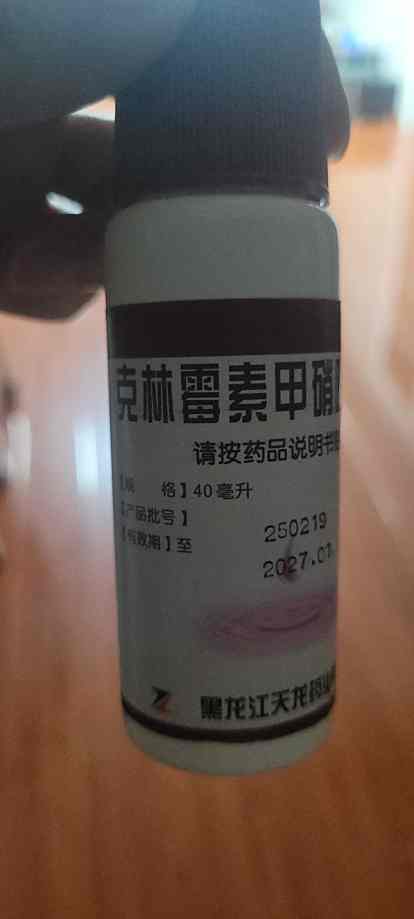 克林霉素甲硝
请按药品说明书
【规 格】40毫升
【产品批号】 250219
【有效期】至 2027.01
黑龙江天龙药业